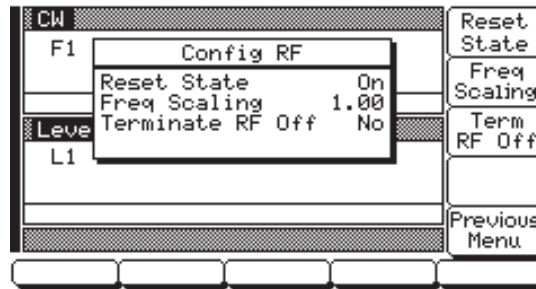 CW
F1
Config RF
Reset State On
Freq Scaling 1.00
Terminate RF Off No
Leve
L1
Reset
State
Freq
Scaling
Term
RF Off
Previous
Menu